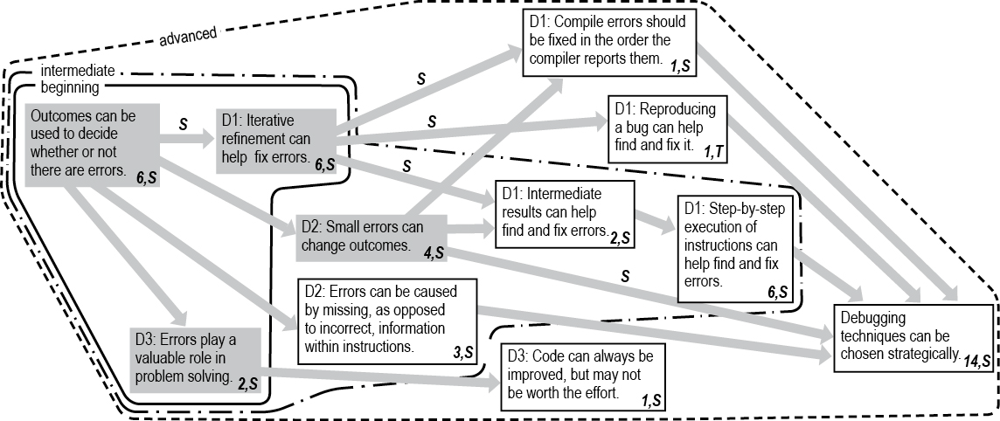 advanced
intermediate
beginning
Outcomes can be
used to decide
whether or not
there are errors.
6,S
S
D1: Iterative
refinement can
help fix errors.
6,S
S
S
S
D1: Compile errors should
be fixed in the order the
compiler reports them.
1,S
D1: Reproducing
a bug can help
find and fix it.
1,T
D1: Intermediate
results can help
find and fix errors.
2,S
D1: Step-by-step
execution of
instructions can
help find and fix
errors.
6,S
D2: Small errors can
change outcomes.
4,S
S
D2: Errors can be caused
by missing, as opposed
to incorrect, information
within instructions.
3,S
D3: Errors play a
valuable role in
problem solving.
2,S
D3: Code can always be
improved, but may not
be worth the effort.
1,S
Debugging
techniques can be
chosen strategically.
14,S